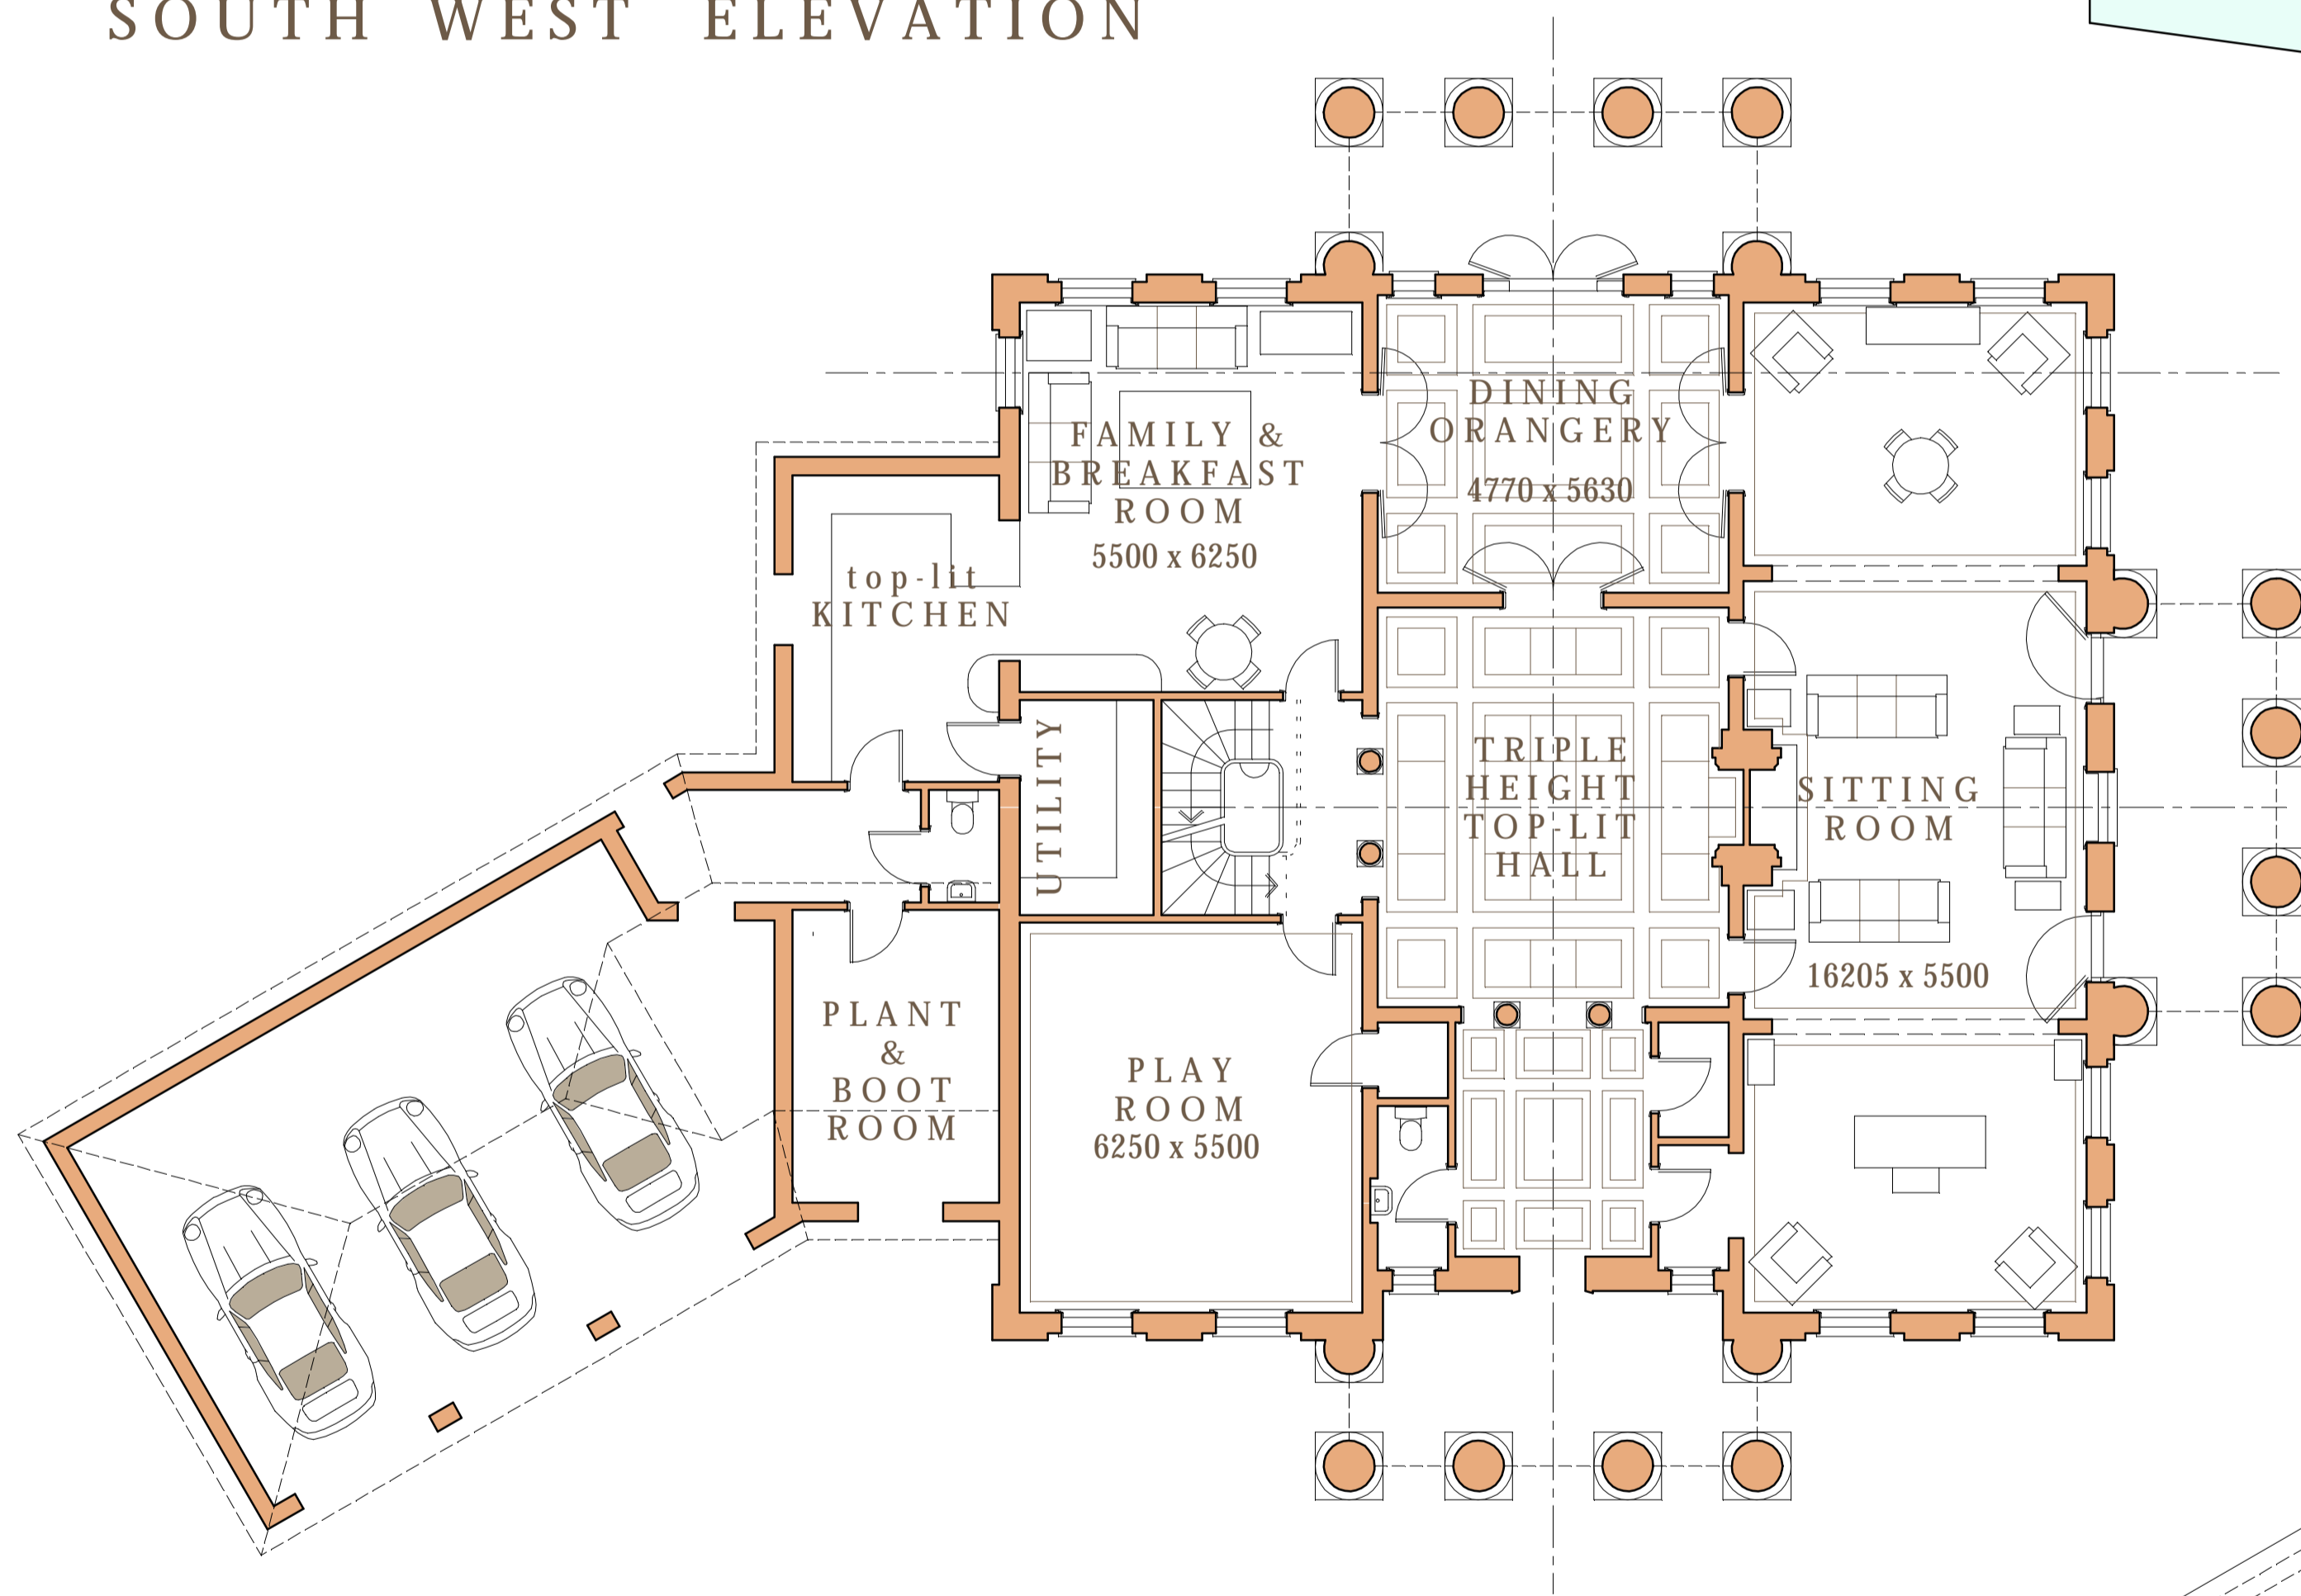 SOUTH WEST ELEVATION
DINING
ORANGERY
4770 x 5630
FAMILY &
BREAKFAST
ROOM
5500 x 6250
top-lit
KITCHEN
UTILITY
TRIPLE
HEIGHT
TOP-LIT
HALL
SITTING
ROOM
16205 x 5500
PLANT
&
BOOT
ROOM
PLAY
ROOM
6250 x 5500